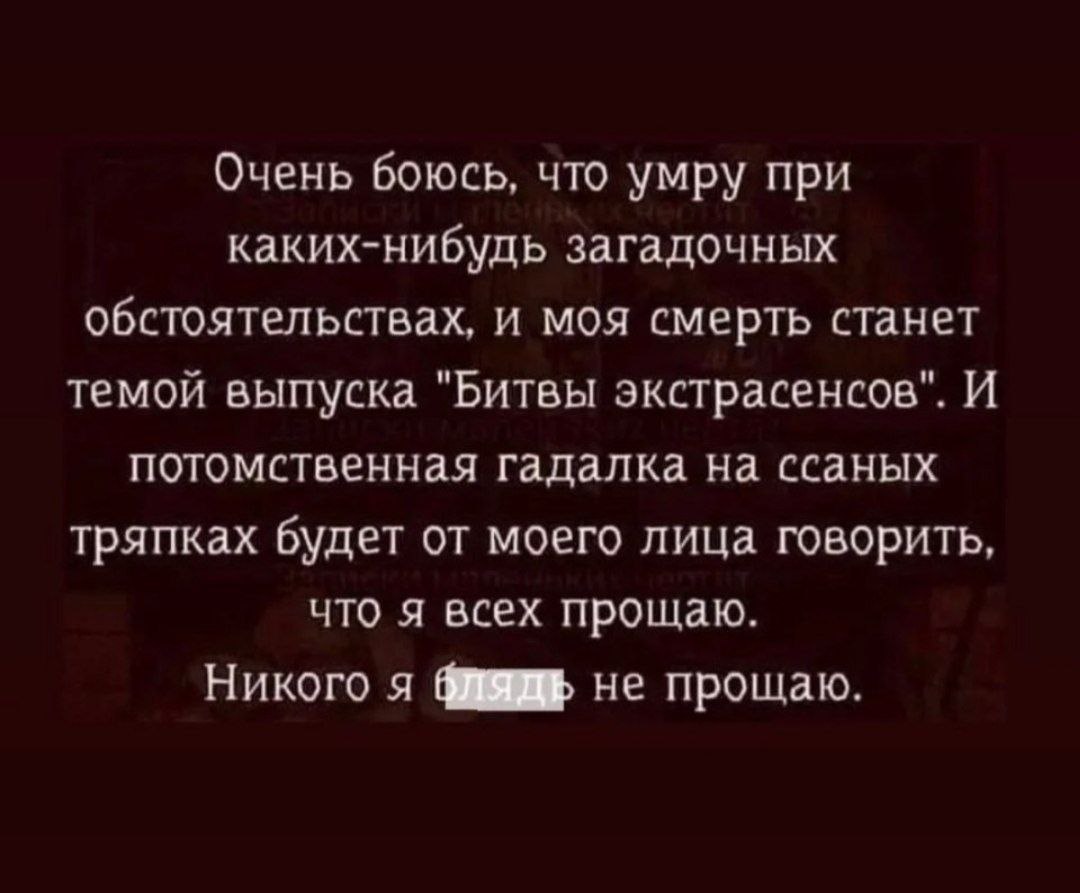 Очень боюсь, что умру при
каких-нибудь загадочных
обстоятельствах, и моя смерть станет
темой выпуска "Битвы экстрасенсов". И
потомственная гадалка на ссаных
тряпках будет от моего лица говорить,
что я всех прощаю.
Никого я блядь не прощаю.